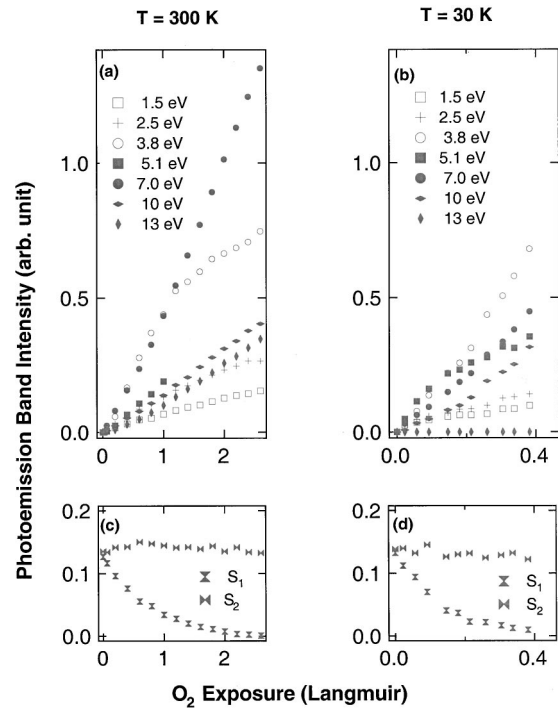 T = 300 K
T = 30 K
Photoemission Band Intensity (arb. unit)
(a)
1.5 eV
2.5 eV
3.8 eV
5.1 eV
7.0 eV
10 eV
13 eV
1.0
0.5
0.0
0
1
2
(b)
1.5 eV
2.5 eV
3.8 eV
5.1 eV
7.0 eV
10 eV
13 eV
1.0
0.5
0.0
0.0
0.2
0.4
(c)
S1
S2
0.2
0.1
0.0
0
1
2
(d)
S1
S2
0.2
0.1
0.0
0.0
0.2
0.4
O2 Exposure (Langmuir)